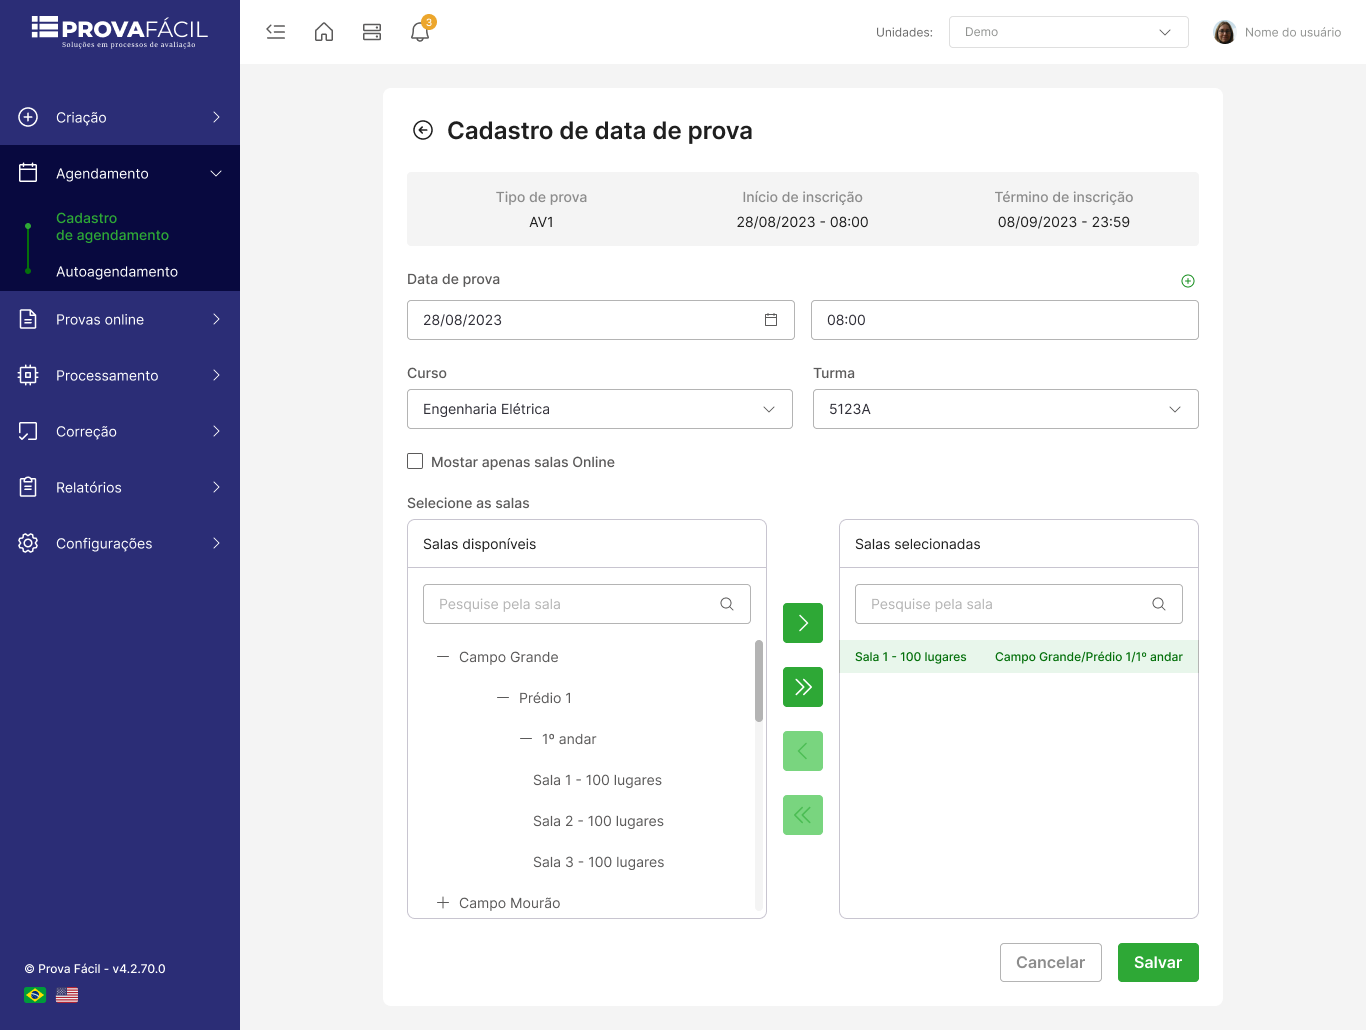 PROVAFÁCIL
Soluções em processos de avaliação
3
Unidades:
Demo
Nome do usuário
Criação
Agendamento
Cadastro
de agendamento
Autoagendamento
Provas online
Processamento
Correção
Relatórios
Configurações
© Prova Fácil - v4.2.70.0
Cadastro de data de prova
Tipo de prova
AV1
Início de inscrição
28/08/2023 - 08:00
Término de inscrição
08/09/2023 - 23:59
Data de prova
28/08/2023
08:00
Curso
Engenharia Elétrica
Turma
5123A
Mostar apenas salas Online
Selecione as salas
Salas disponíveis
Pesquise pela sala
Campo Grande
Prédio 1
1º andar
Sala 1 - 100 lugares
Sala 2 - 100 lugares
Sala 3 - 100 lugares
Campo Mourão
Salas selecionadas
Pesquise pela sala
Sala 1 - 100 lugares
Campo Grande/Prédio 1/1º andar
Cancelar
Salvar